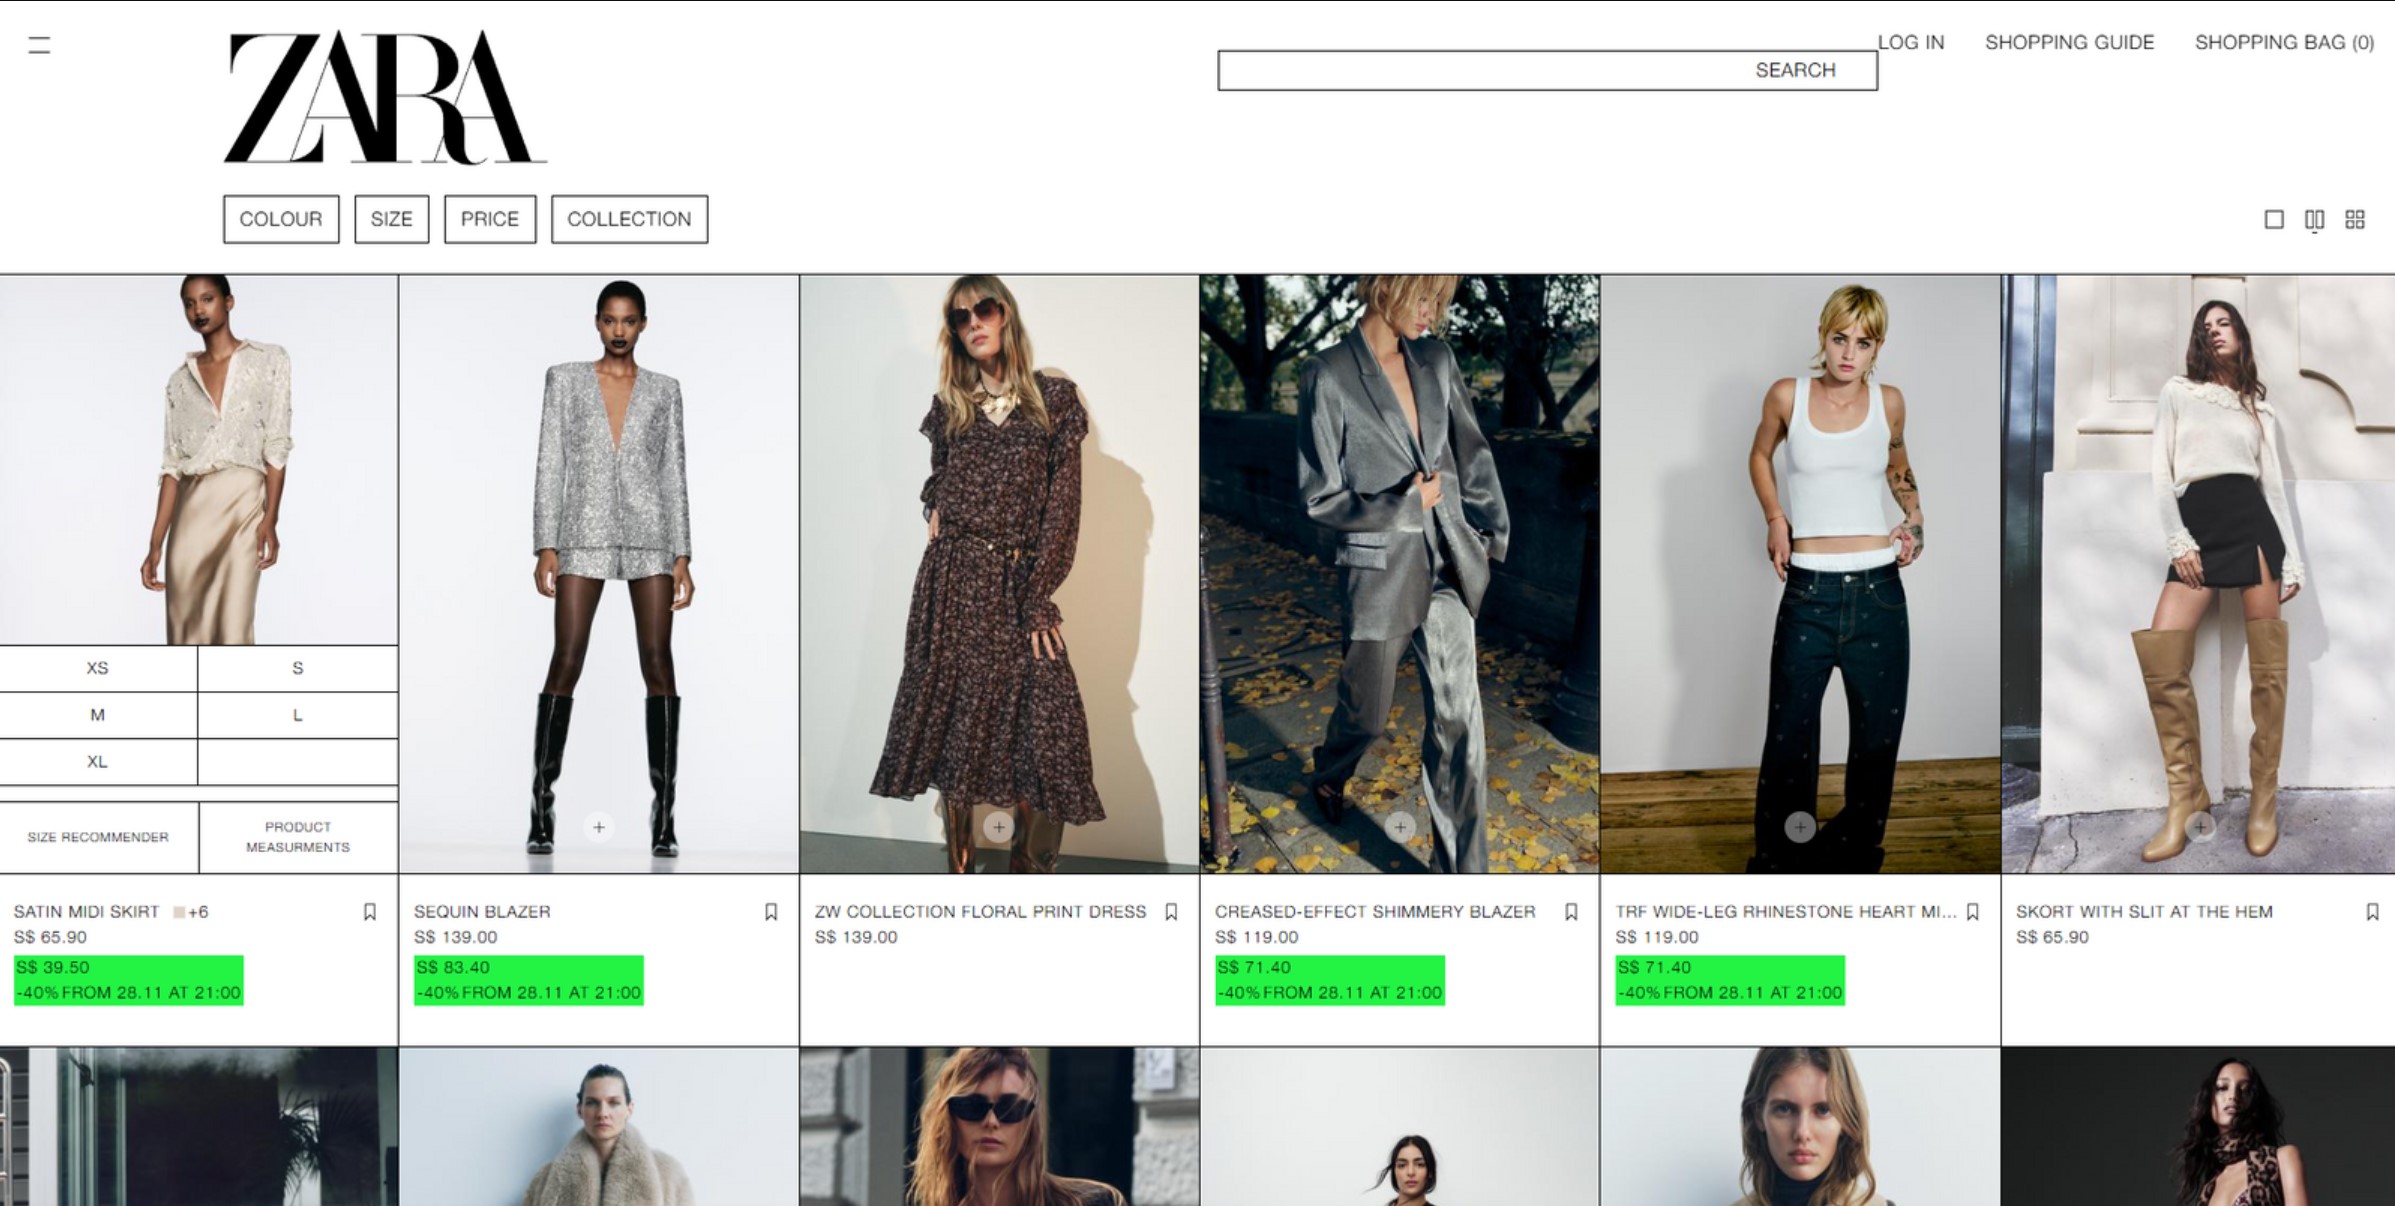 ZARA
SEARCH
LOG IN
SHOPPING GUIDE
SHOPPING BAG (0)
COLOUR
SIZE
PRICE
COLLECTION
XS
S
M
L
XL
SIZE RECOMMENDER
PRODUCT
MEASURMENTS
SATIN MIDI SKIRT +6
S$ 65.90
S$ 39.50
-40% FROM 28.11 AT 21:00
SEQUIN BLAZER
S$ 139.00
S$ 83.40
-40% FROM 28.11 AT 21:00
ZW COLLECTION FLORAL PRINT DRESS
S$ 139.00
CREASED-EFFECT SHIMMERY BLAZER
S$ 119.00
S$ 71.40
-40% FROM 28.11 AT 21:00
TRF WIDE-LEG RHINESTONE HEART MI...
S$ 119.00
S$ 71.40
-40% FROM 28.11 AT 21:00
SKORT WITH SLIT AT THE HEM
S$ 65.90